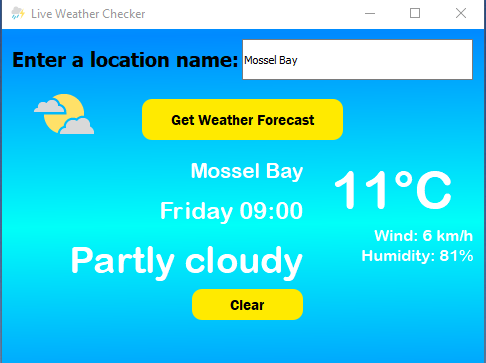 Live Weather Checker
Enter a location name: Mossel Bay
Get Weather Forecast
Mossel Bay
11°C
Friday 09:00
Wind: 6 km/h
Humidity: 81%
Partly cloudy
Clear